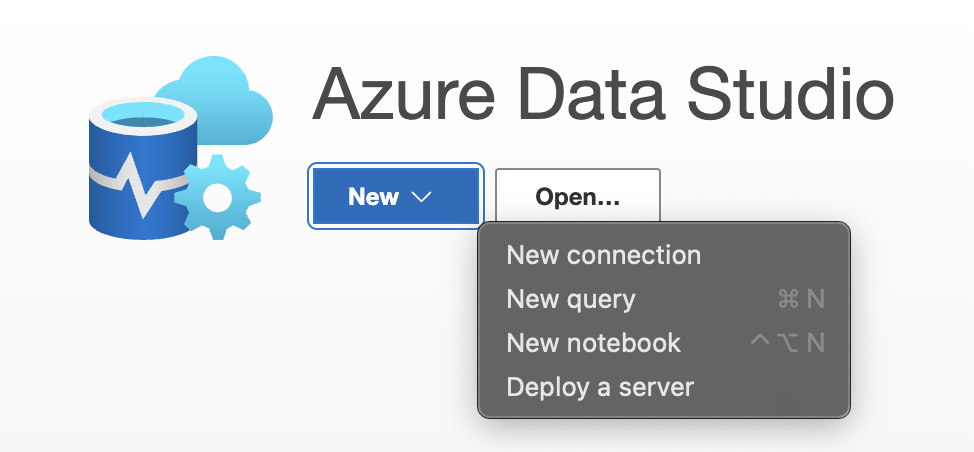 Azure Data Studio
New
Open...
New connection
New query ⌘ N
New notebook ^ ⌥ N
Deploy a server